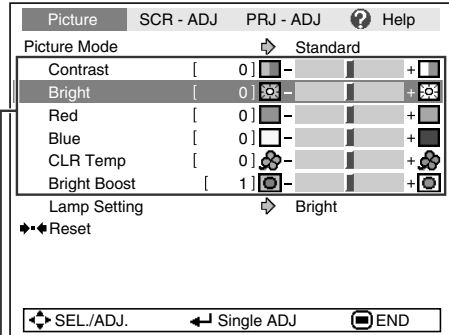 Picture SCR - ADJ PRJ - ADJ ? Help
Picture Mode Standard
Contrast [ 0 ] − +
Bright [ 0 ] − +
Red [ 0 ] − +
Blue [ 0 ] − +
CLR Temp [ 0 ] − +
Bright Boost [ 1 ] − +
Lamp Setting Bright
Reset
SEL./ADJ. Single ADJ END